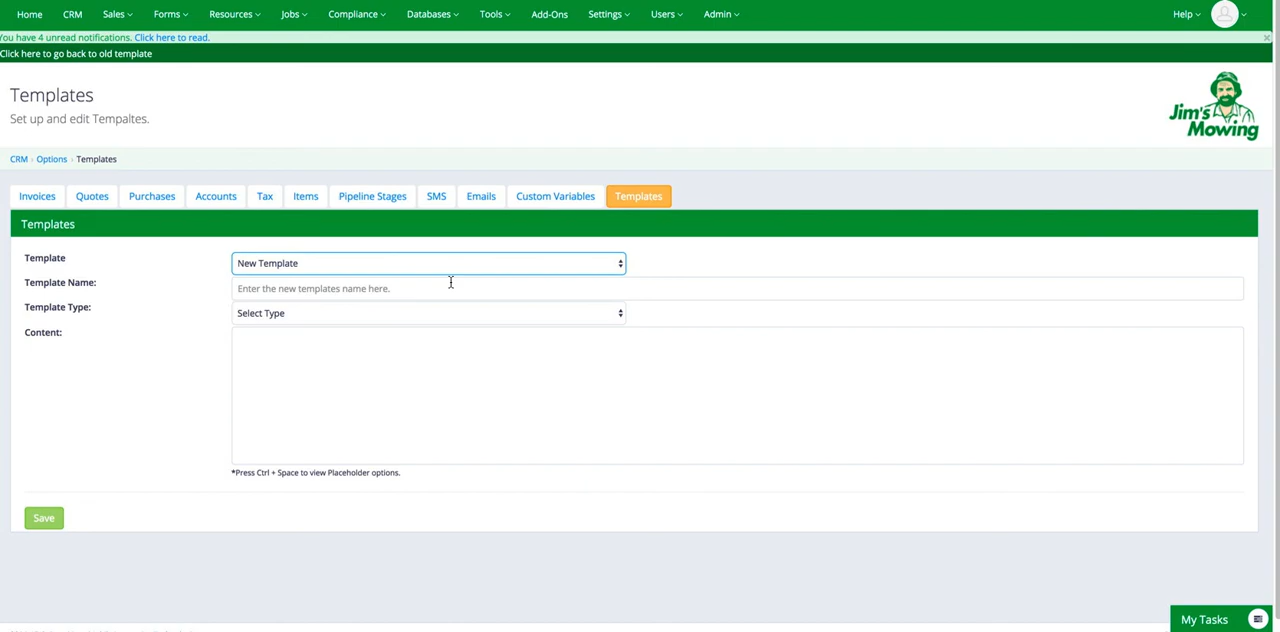 Home CRM Sales Forms Resources Jobs Compliance Databases Tools Add-Ons Settings Users Admin Help
You have 4 unread notifications. Click here to read.
Click here to go back to old template
Templates
Set up and edit Tempaltes.
Jim's
Mowing
CRM › Options › Templates
Invoices Quotes Purchases Accounts Tax Items Pipeline Stages SMS Emails Custom Variables Templates
Templates
Template New Template
Template Name: Enter the new templates name here.
Template Type: Select Type
Content:
*Press Ctrl + Space to view Placeholder options.
Save
My Tasks